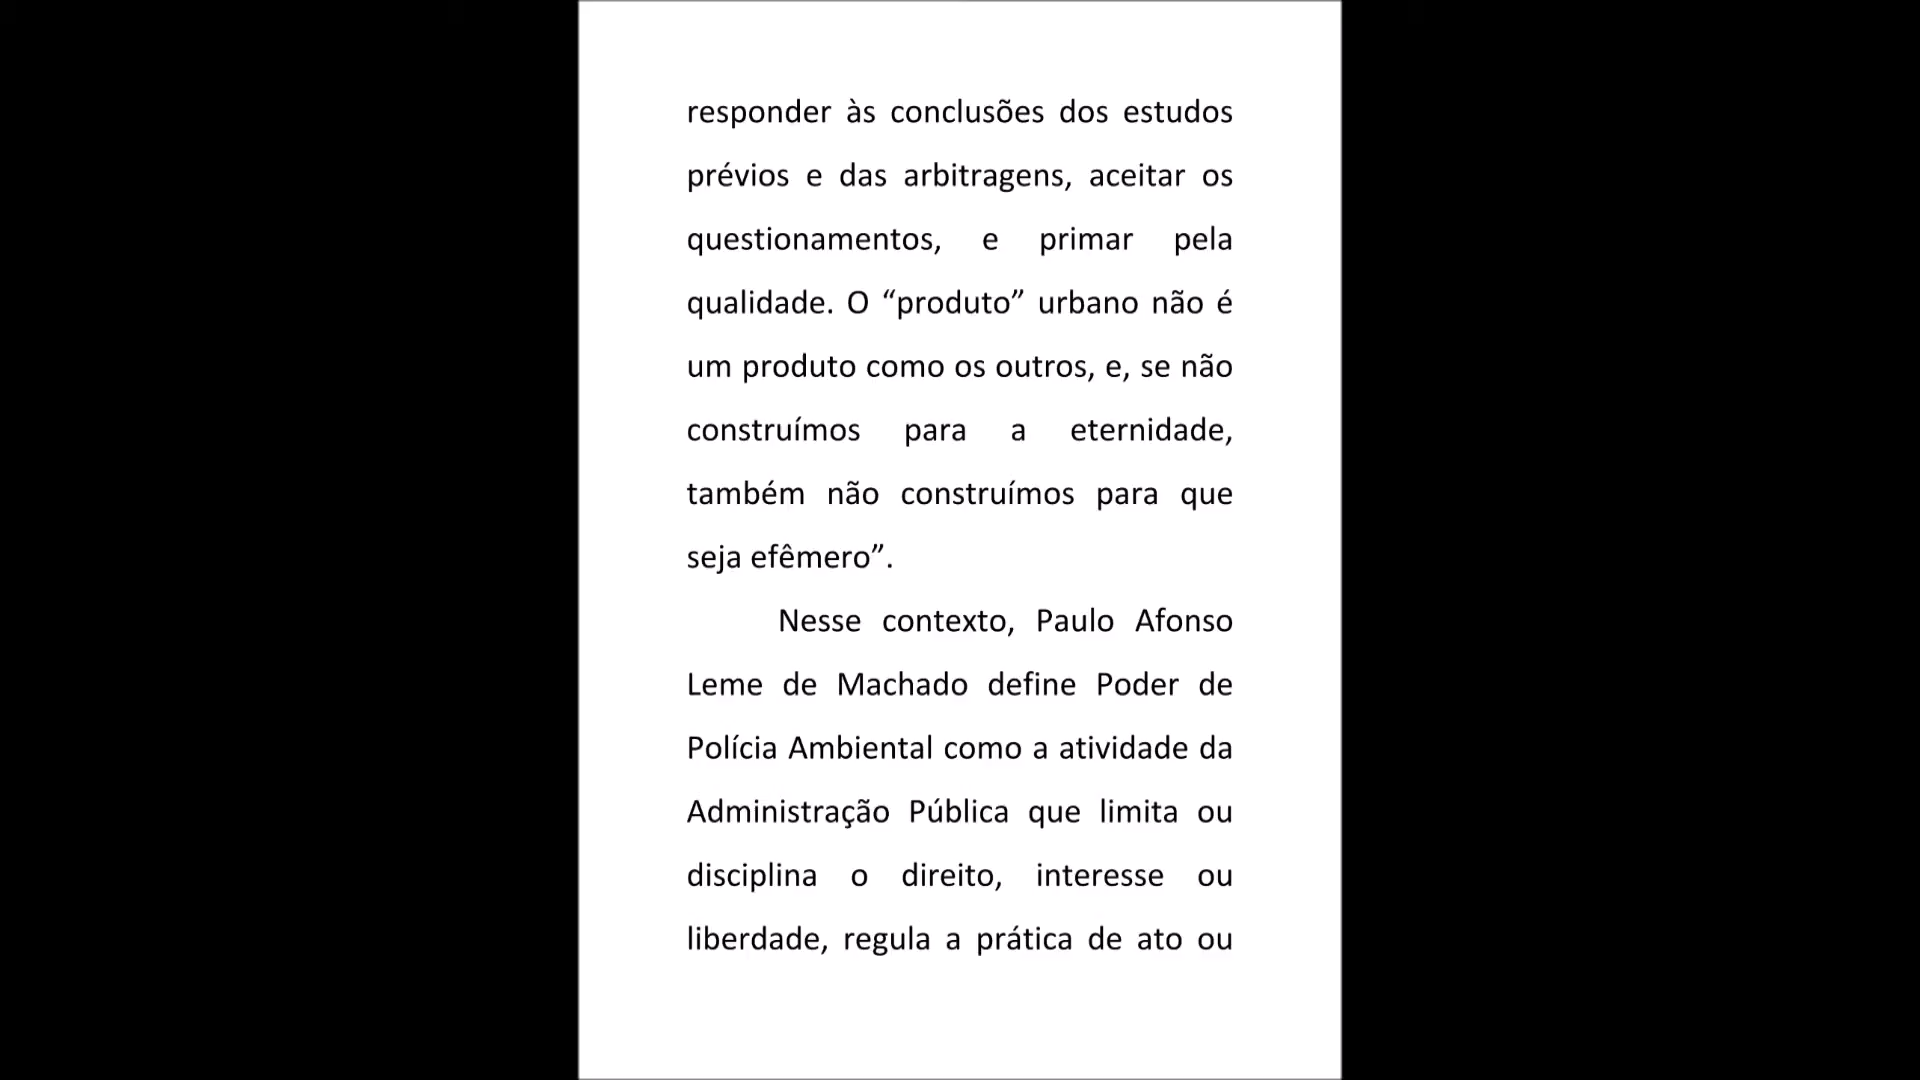 responder às conclusões dos estudos
prévios e das arbitragens, aceitar os
questionamentos, e primar pela
qualidade. O “produto” urbano não é
um produto como os outros, e, se não
construímos para a eternidade,
também não construímos para que
seja efêmero”.
Nesse contexto, Paulo Afonso
Leme de Machado define Poder de
Polícia Ambiental como a atividade da
Administração Pública que limita ou
disciplina o direito, interesse ou
liberdade, regula a prática de ato ou